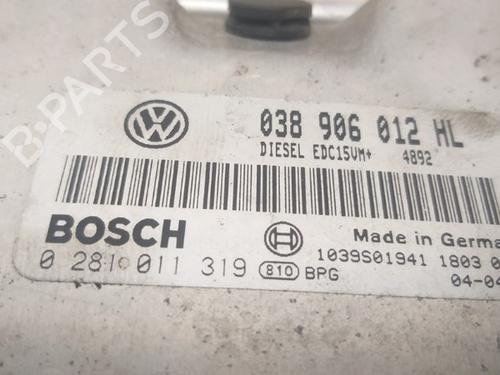 038 906 012 HL
DIESEL EDC15VM+ 4892
BOSCH
Made in Germa
0 281 011 319 810 BPG
1039S01941 1803 0
04-04
B-PARTS